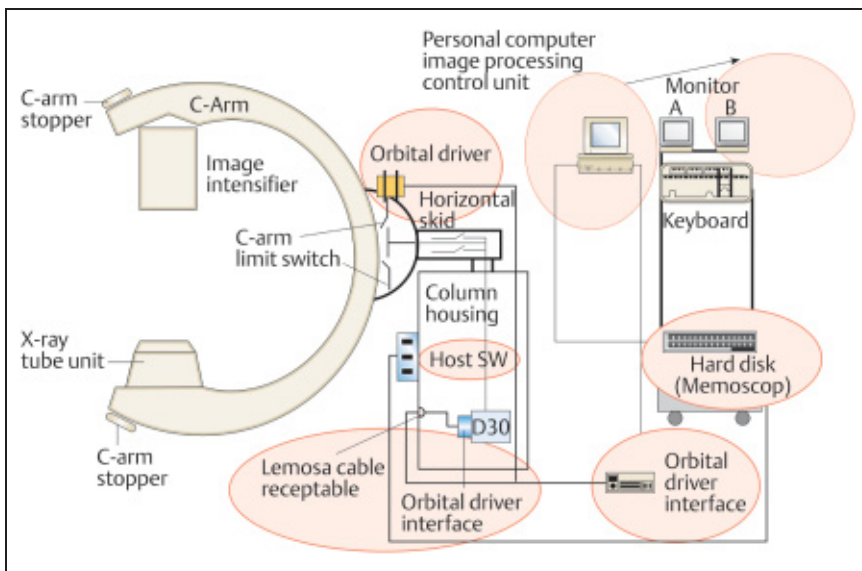 Personal computer
image processing
control unit
Monitor
A B
C-arm
stopper
C-Arm
Image
intensifier
Orbital driver
Horizontal
skid
Keyboard
C-arm
limit switch
Column
housing
X-ray
tube unit
Host SW
Hard disk
(Memoscop)
D30
C-arm
stopper
Lemosa cable
receptable
Orbital driver
interface
Orbital
driver
interface